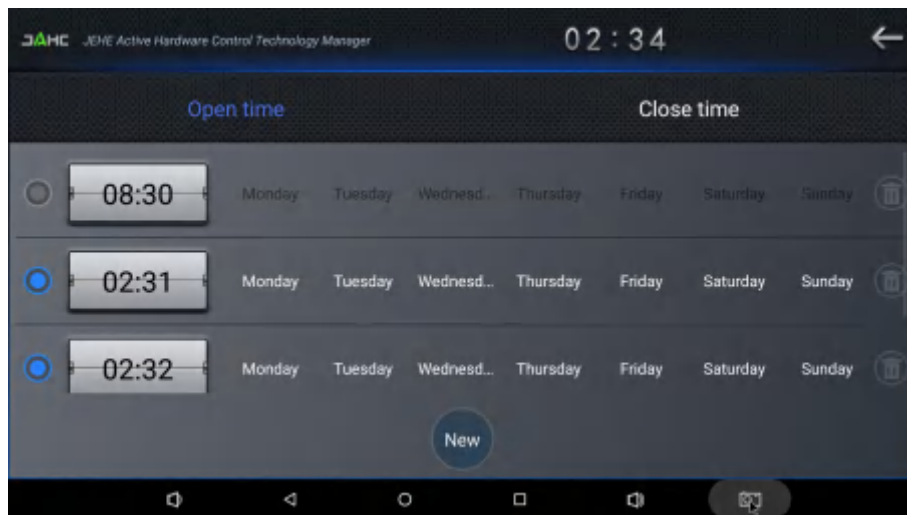 JAHC JEHE Active Hardware Control Technology Manager 02:34
Open time Close time
08:30 Monday Tuesday Wednesd... Thursday Friday Saturday Sunday
02:31 Monday Tuesday Wednesd... Thursday Friday Saturday Sunday
02:32 Monday Tuesday Wednesd... Thursday Friday Saturday Sunday
New